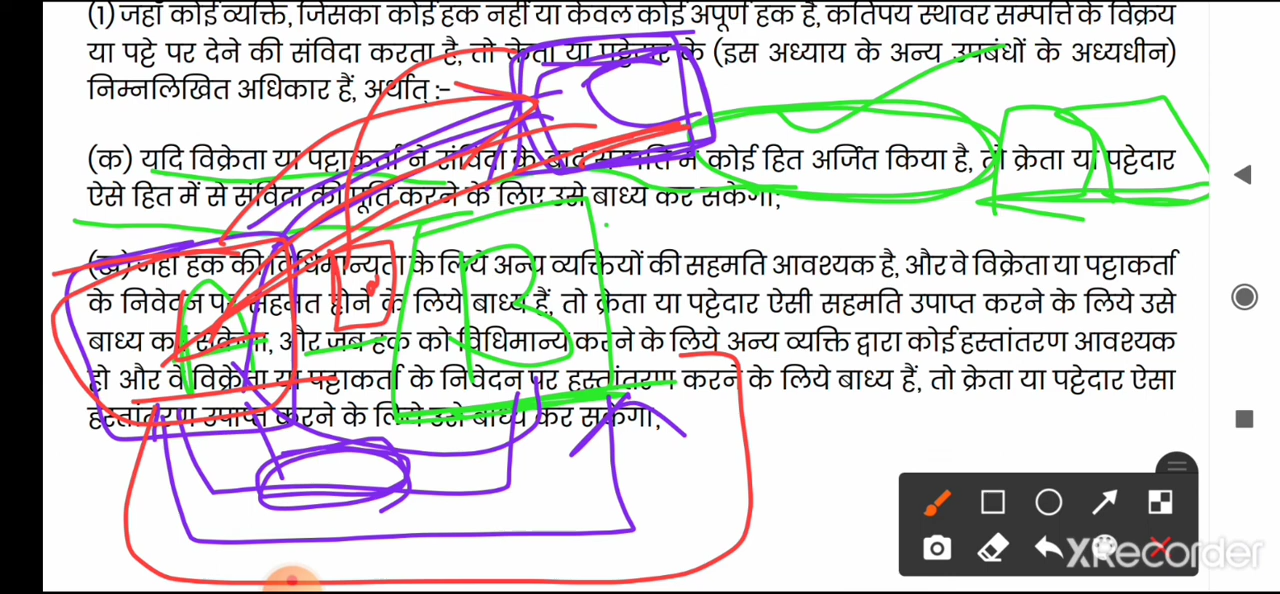 (1) जहाँ कोई व्यक्ति, जिसका कोई हक नहीं या केवल कोई अपूर्ण हक है, कतिपय स्थावर सम्पत्ति के विक्रय
या पट्टे पर देने की संविदा करता है, तो क्रेता या पट्टेदार के (इस अध्याय के अन्य उपबंधों के अध्यधीन)
निम्नलिखित अधिकार हैं, अर्थात् :-
(क) यदि विक्रेता या पट्टाकर्ता ने संविदा के बाद सम्पत्ति में कोई हित अर्जित किया है, तो क्रेता या पट्टेदार
ऐसे हित में से संविदा की पूर्ति करने के लिए उसे बाध्य कर सकेगा;
(ख) जहाँ हक की विधिमान्यता के लिये अन्य व्यक्तियों की सहमति आवश्यक है, और वे विक्रेता या पट्टाकर्ता
के निवेदन पर सहमत होने के लिये बाध्य हैं, तो क्रेता या पट्टेदार ऐसी सहमति उपाप्त करने के लिये उसे
बाध्य कर सकेगा, और जब हक को विधिमान्य करने के लिये अन्य व्यक्ति द्वारा कोई हस्तांतरण आवश्यक
हो और वे विक्रेता या पट्टाकर्ता के निवेदन पर हस्तांतरण करने के लिये बाध्य हैं, तो क्रेता या पट्टेदार ऐसा
हस्तांतरण उपाप्त करने के लिये उसे बाध्य कर सकेगा;
A
B
XRecorder